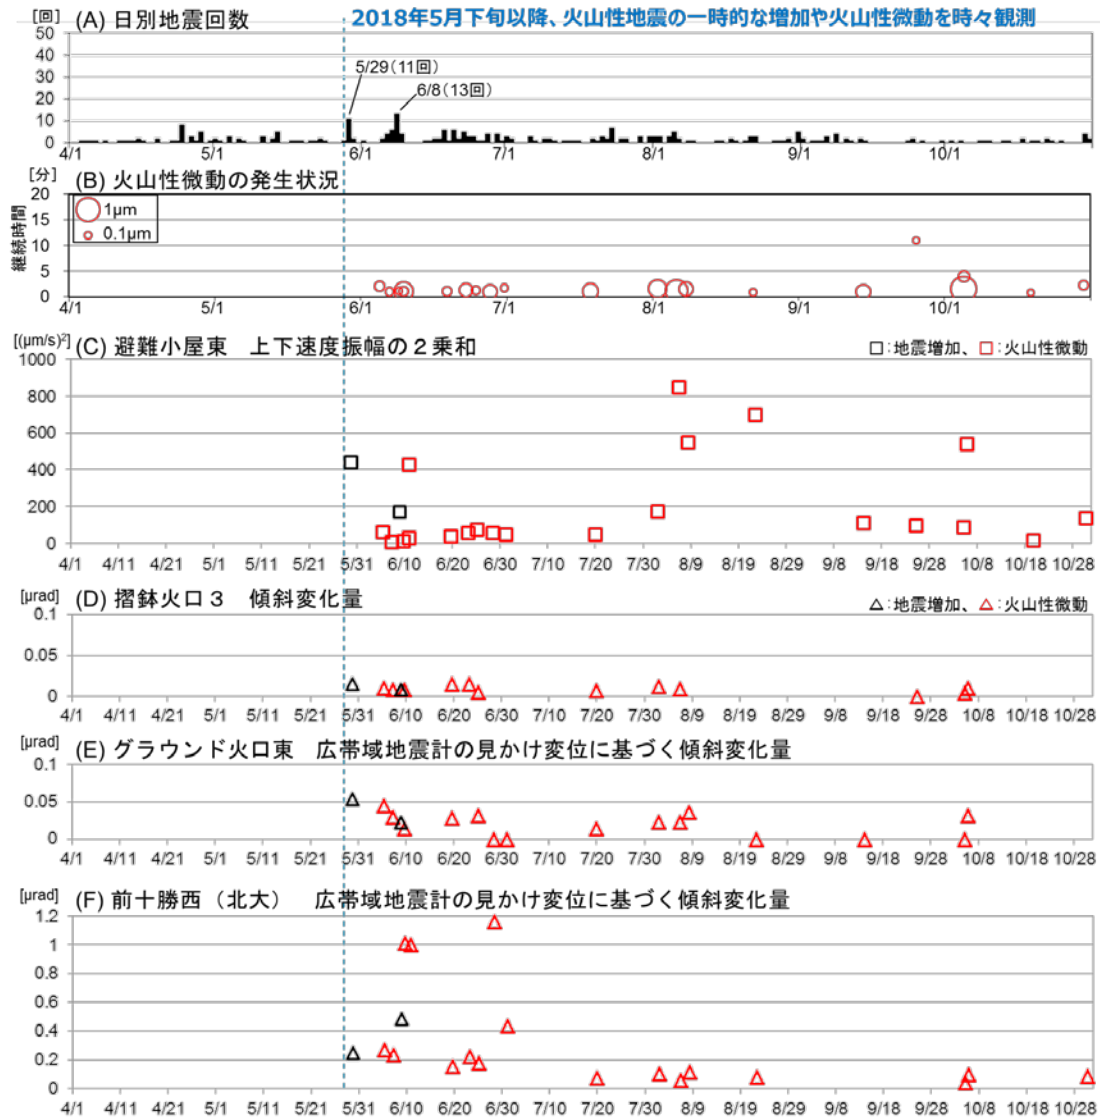 [回] (A) 日別地震回数 2018年5月下旬以降、火山性地震の一時的な増加や火山性微動を時々観測
50
40
30
20
10
0
5/29(11回)
6/8(13回)
4/1 5/1 6/1 7/1 8/1 9/1 10/1
[分] (B) 火山性微動の発生状況
継続時間
20
15
10
5
0
1μm
0.1μm
4/1 5/1 6/1 7/1 8/1 9/1 10/1
[(μm/s)²] (C) 避難小屋東 上下速度振幅の２乗和 □:地震増加、□:火山性微動
1000
800
600
400
200
0
4/1 4/11 4/21 5/1 5/11 5/21 5/31 6/10 6/20 6/30 7/10 7/20 7/30 8/9 8/19 8/29 9/8 9/18 9/28 10/8 10/18 10/28
[μrad] (D) 摺鉢火口３ 傾斜変化量 △:地震増加、△:火山性微動
0.1
0.05
0
4/1 4/11 4/21 5/1 5/11 5/21 5/31 6/10 6/20 6/30 7/10 7/20 7/30 8/9 8/19 8/29 9/8 9/18 9/28 10/8 10/18 10/28
[μrad] (E) グラウンド火口東 広帯域地震計の見かけ変位に基づく傾斜変化量
0.1
0.05
0
4/1 4/11 4/21 5/1 5/11 5/21 5/31 6/10 6/20 6/30 7/10 7/20 7/30 8/9 8/19 8/29 9/8 9/18 9/28 10/8 10/18 10/28
[μrad] (F) 前十勝西（北大） 広帯域地震計の見かけ変位に基づく傾斜変化量
1.2
1
0.8
0.6
0.4
0.2
0
4/1 4/11 4/21 5/1 5/11 5/21 5/31 6/10 6/20 6/30 7/10 7/20 7/30 8/9 8/19 8/29 9/8 9/18 9/28 10/8 10/18 10/28